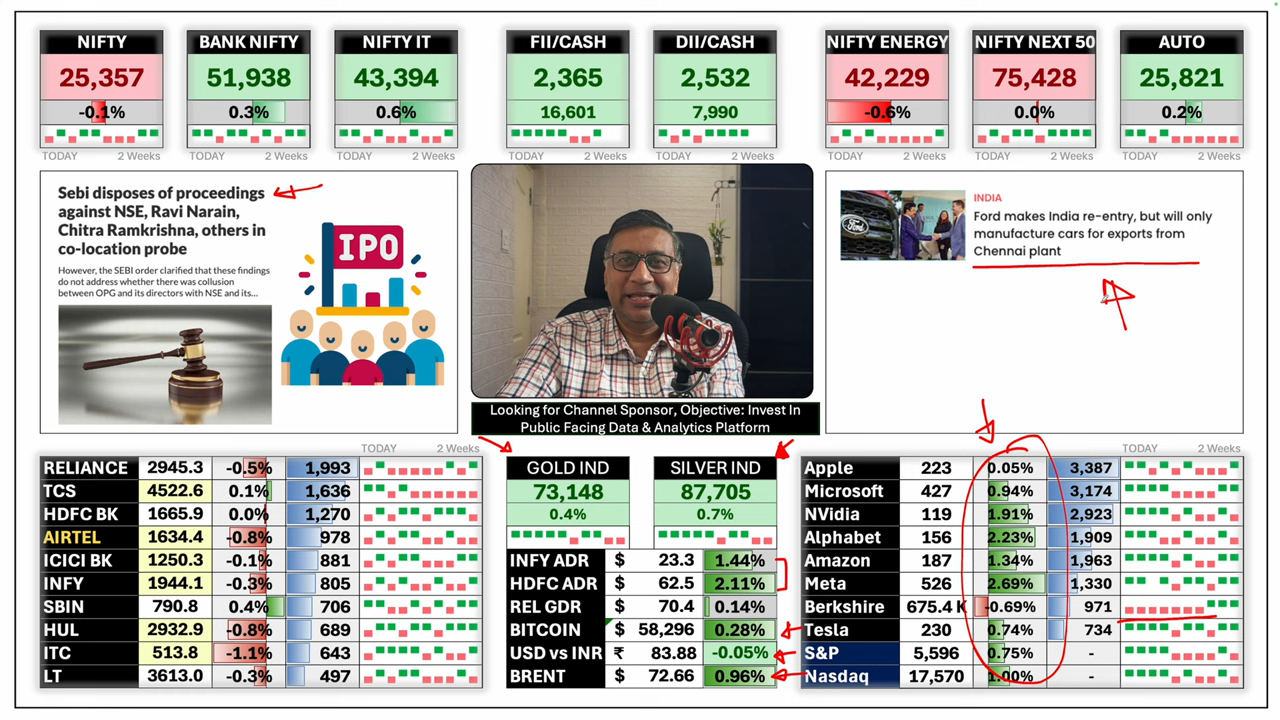 NIFTY
25,357
-0.1%
TODAY 2 Weeks
BANK NIFTY
51,938
0.3%
TODAY 2 Weeks
NIFTY IT
43,394
0.6%
TODAY 2 Weeks
FII/CASH
2,365
16,601
TODAY 2 Weeks
DII/CASH
2,532
7,990
TODAY 2 Weeks
NIFTY ENERGY
42,229
-0.6%
TODAY 2 Weeks
NIFTY NEXT 50
75,428
0.0%
TODAY 2 Weeks
AUTO
25,821
0.2%
TODAY 2 Weeks
Sebi disposes of proceedings
against NSE, Ravi Narain,
Chitra Ramkrishna, others in
co-location probe
However, the SEBI order clarified that these findings
do not address whether there was collusion
between OPG and its directors with NSE and its...
IPO
Looking for Channel Sponsor, Objective: Invest In
Public Facing Data & Analytics Platform
Ford
INDIA
Ford makes India re-entry, but will only
manufacture cars for exports from
Chennai plant
TODAY 2 Weeks
RELIANCE 2945.3 -0.5% 1,993
TCS 4522.6 0.1% 1,636
HDFC BK 1665.9 0.0% 1,270
AIRTEL 1634.4 -0.8% 978
ICICI BK 1250.3 -0.1% 881
INFY 1944.1 -0.3% 805
SBIN 790.8 0.4% 706
HUL 2932.9 -0.8% 689
ITC 513.8 -1.1% 643
LT 3613.0 -0.3% 497
GOLD IND
73,148
0.4%
SILVER IND
87,705
0.7%
INFY ADR $ 23.3 1.44%
HDFC ADR $ 62.5 2.11%
REL GDR $ 70.4 0.14%
BITCOIN $ 58,296 0.28%
USD vs INR ₹ 83.88 -0.05%
BRENT $ 72.66 0.96%
TODAY 2 Weeks
Apple 223 0.05% 3,387
Microsoft 427 0.94% 3,174
NVidia 119 1.91% 2,923
Alphabet 156 2.23% 1,909
Amazon 187 1.34% 1,963
Meta 526 2.69% 1,330
Berkshire 675.4 K -0.69% 971
Tesla 230 0.74% 734
S&P 5,596 0.75% -
Nasdaq 17,570 1.00% -